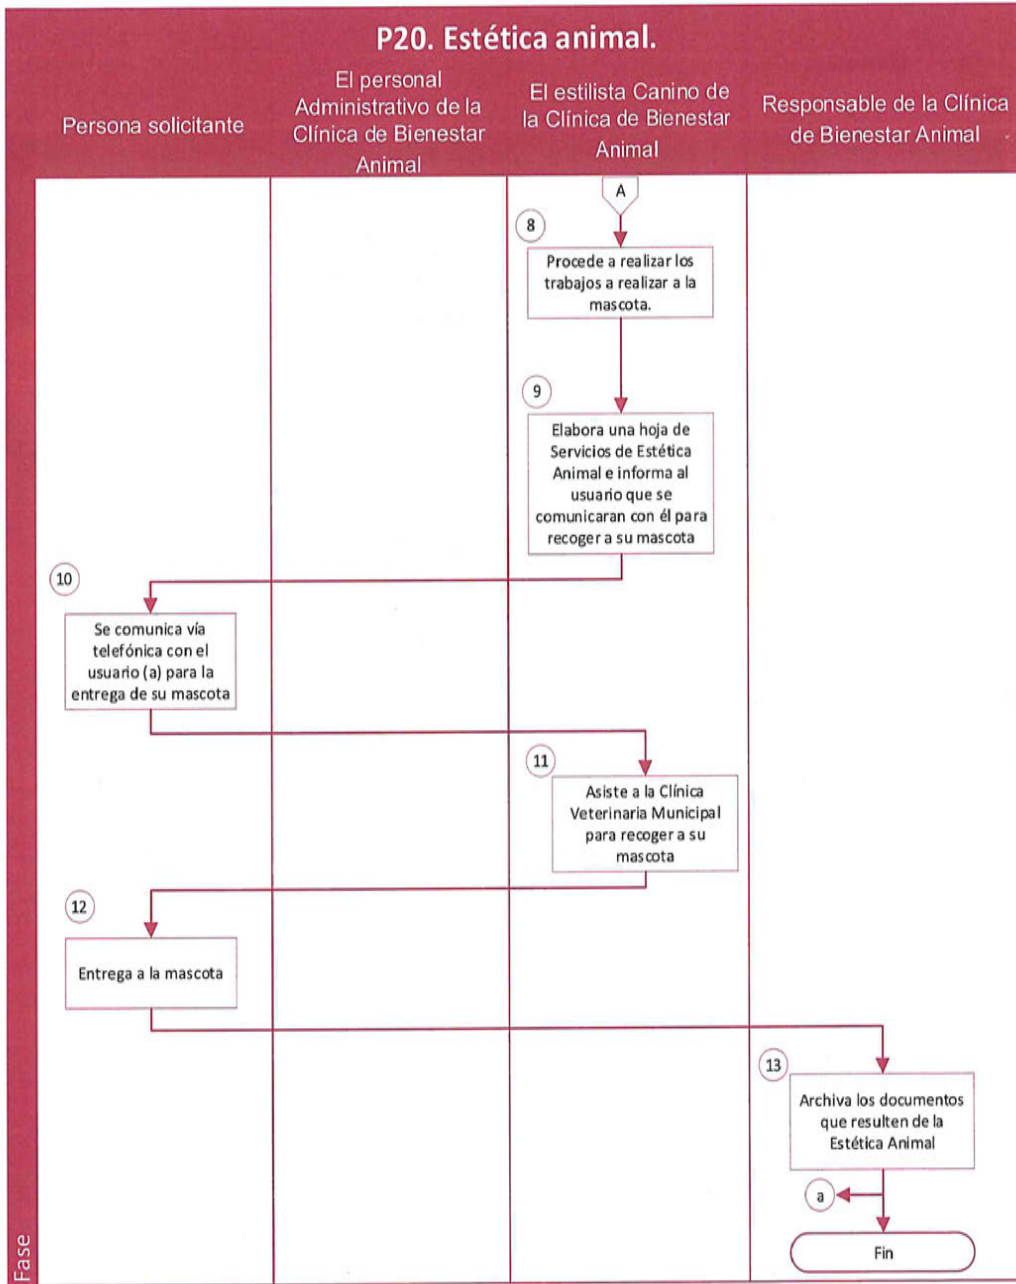 P20. Estética animal.
Persona solicitante
El personal
Administrativo de la
Clínica de Bienestar
Animal
El estilista Canino de
la Clínica de Bienestar
Animal
Responsable de la Clínica
de Bienestar Animal
A
8
Procede a realizar los
trabajos a realizar a la
mascota.
9
Elabora una hoja de
Servicios de Estética
Animal e informa al
usuario que se
comunicaran con él para
recoger a su mascota
10
Se comunica vía
telefónica con el
usuario (a) para la
entrega de su mascota
11
Asiste a la Clínica
Veterinaria Municipal
para recoger a su
mascota
12
Entrega a la mascota
13
Archiva los documentos
que resulten de la
Estética Animal
a
Fin
Fase